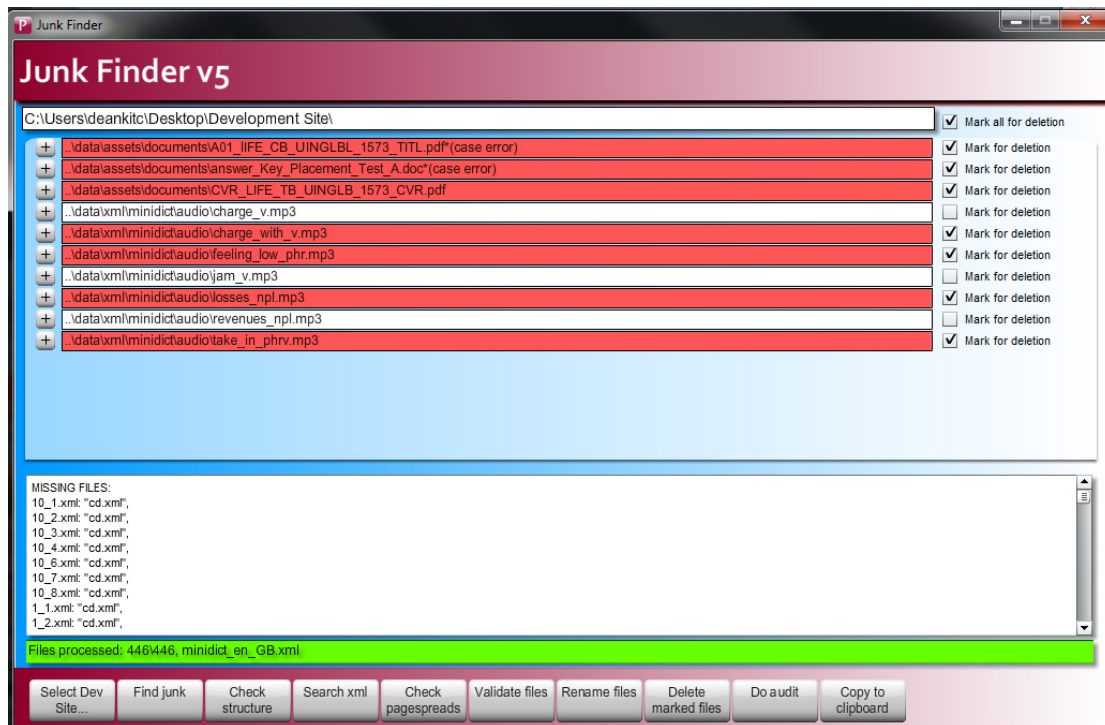 Junk Finder
Junk Finder v5
C:\Users\deankitc\Desktop\Development Site\
Mark all for deletion
+ ..\data\assets\documents\A01_lIFE_CB_UINGLBL_1573_TITL.pdf*(case error) Mark for deletion
+ ..\data\assets\documents\answer_Key_Placement_Test_A.doc*(case error) Mark for deletion
+ ..\data\assets\documents\CVR_LIFE_TB_UINGLB_1573_CVR.pdf Mark for deletion
+ ..\data\xml\minidict\audio\charge_v.mp3 Mark for deletion
+ ..\data\xml\minidict\audio\charge_with_v.mp3 Mark for deletion
+ ..\data\xml\minidict\audio\feeling_low_phr.mp3 Mark for deletion
+ ..\data\xml\minidict\audio\jam_v.mp3 Mark for deletion
+ ..\data\xml\minidict\audio\losses_npl.mp3 Mark for deletion
+ ..\data\xml\minidict\audio\revenues_npl.mp3 Mark for deletion
+ ..\data\xml\minidict\audio\take_in_phrv.mp3 Mark for deletion
MISSING FILES:
10_1.xml: "cd.xml",
10_2.xml: "cd.xml",
10_3.xml: "cd.xml",
10_4.xml: "cd.xml",
10_6.xml: "cd.xml",
10_7.xml: "cd.xml",
10_8.xml: "cd.xml",
1_1.xml: "cd.xml",
1_2.xml: "cd.xml",
Files processed: 446\446, minidict_en_GB.xml
Select Dev
Site...
Find junk
Check
structure
Search xml
Check
pagespreads
Validate files
Rename files
Delete
marked files
Do audit
Copy to
clipboard